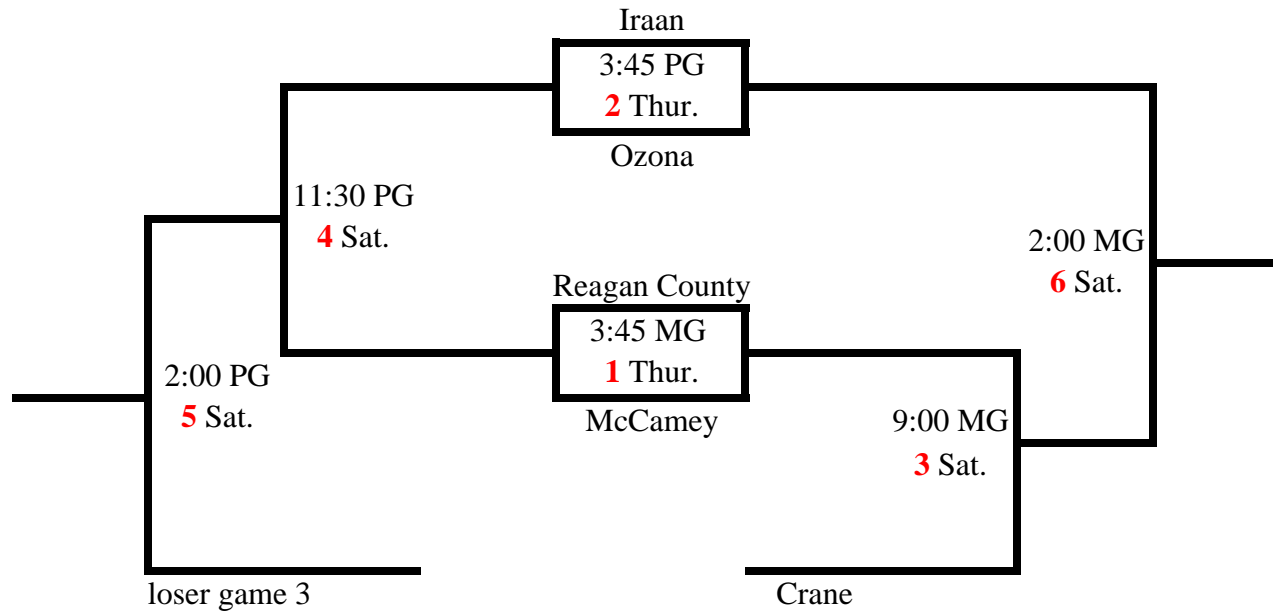 Iraan
3:45 PG
2 Thur.
Ozona
11:30 PG
4 Sat.
2:00 MG
6 Sat.
Reagan County
3:45 MG
1 Thur.
McCamey
2:00 PG
5 Sat.
9:00 MG
3 Sat.
loser game 3
Crane